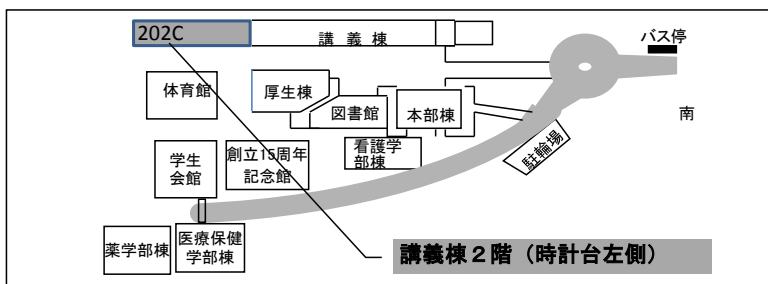 202C
講義棟
バス停
体育館
厚生棟
図書館
本部棟
南
駐輪場
学生
会館
創立15周年
記念館
看護学
部棟
薬学部棟
医療保健
学部棟
講義棟2階（時計台左側）